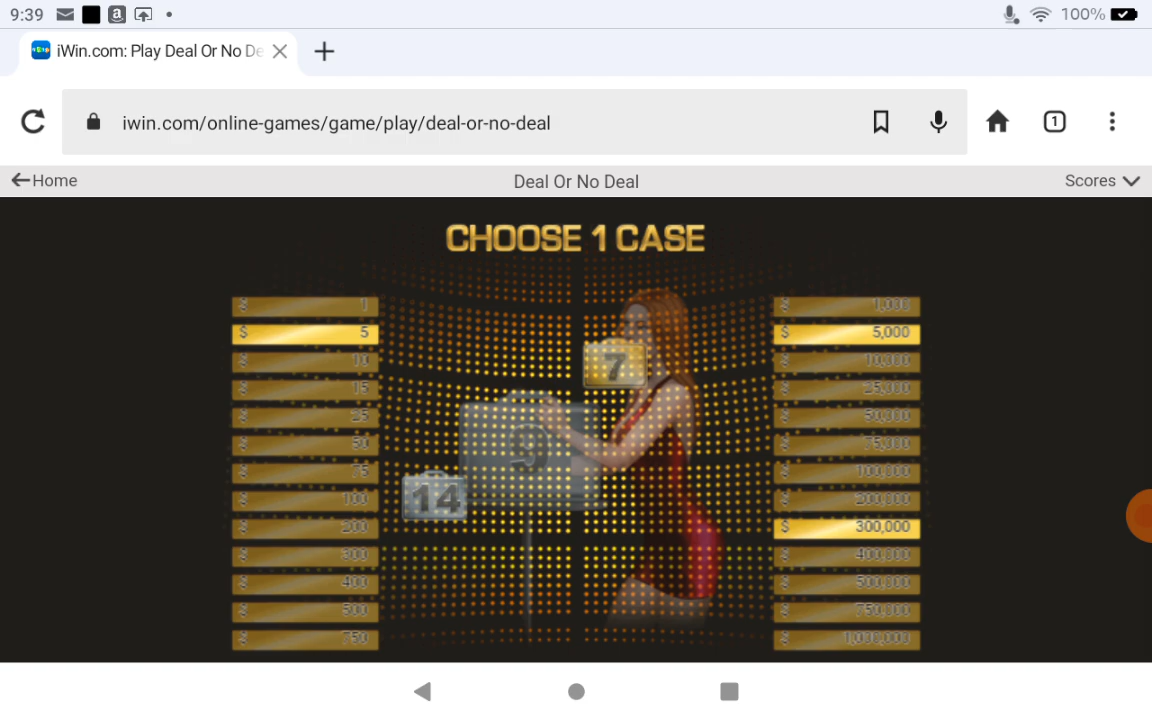 9:39 100%
iWin.com: Play Deal Or No De
iwin.com/online-games/game/play/deal-or-no-deal 1
Home Deal Or No Deal Scores
CHOOSE 1 CASE
$ 1 $ 1,000
$ 5 $ 5,000
$ 10 $ 10,000
$ 15 $ 25,000
$ 25 $ 50,000
$ 50 $ 75,000
$ 75 $ 100,000
$ 100 $ 200,000
$ 200 $ 300,000
$ 300 $ 400,000
$ 400 $ 500,000
$ 500 $ 750,000
$ 750 $ 1,000,000
7
14